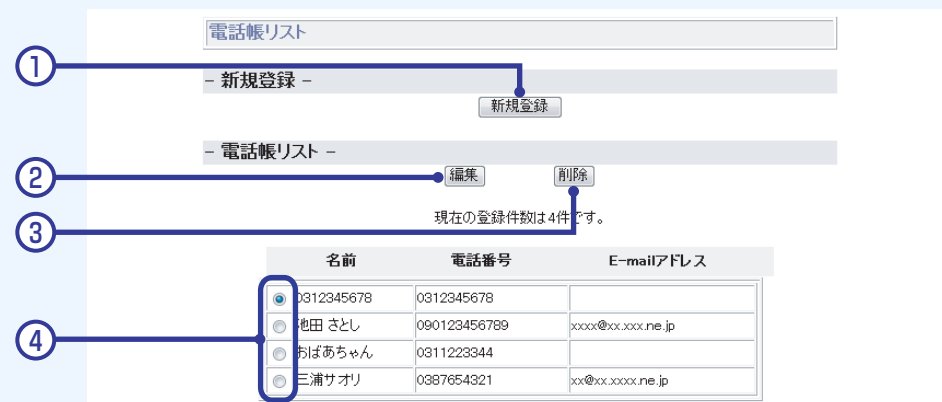 電話帳リスト
①
– 新規登録 –
新規登録
– 電話帳リスト –
② 編集 削除
③
現在の登録件数は4件です。
名前 電話番号 E-mailアドレス
0312345678 0312345678
池田 さとし 090123456789 xxxx@xx.xxx.ne.jp
④
おばあちゃん 0311223344
三浦サオリ 0387654321 xx@xx.xxxx.ne.jp